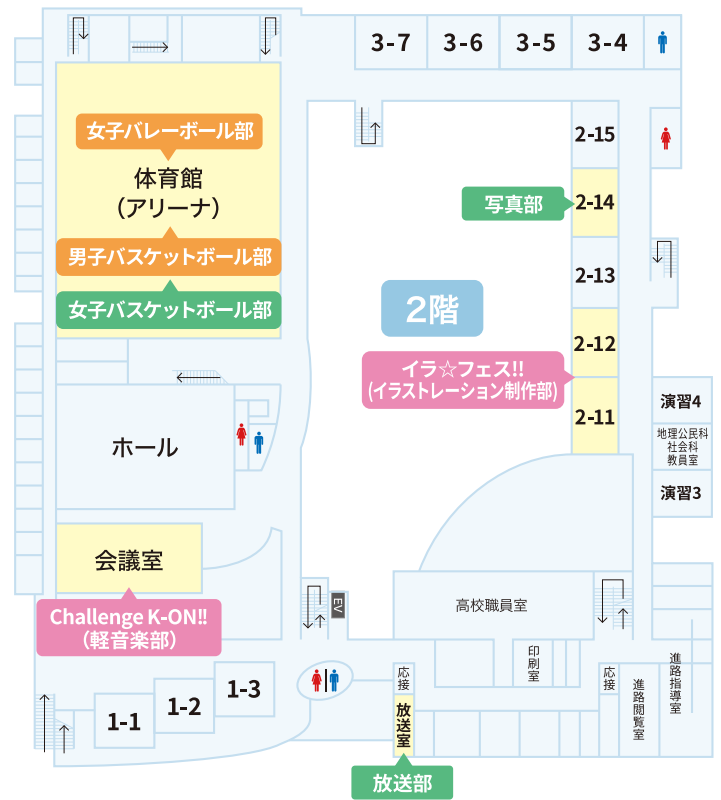 3-7
3-6
3-5
3-4
女子バレーボール部
体育館
（アリーナ）
男子バスケットボール部
女子バスケットボール部
2-15
写真部
2-14
2-13
2階
2-12
イラ☆フェス!!
(イラストレーション制作部)
2-11
演習4
地理公民科
社会科
教員室
演習3
ホール
会議室
Challenge K-ON!!
（軽音楽部）
EV
高校職員室
印刷室
応接
応接
進路閲覧室
進路指導室
1-3
1-2
1-1
放送室
放送部